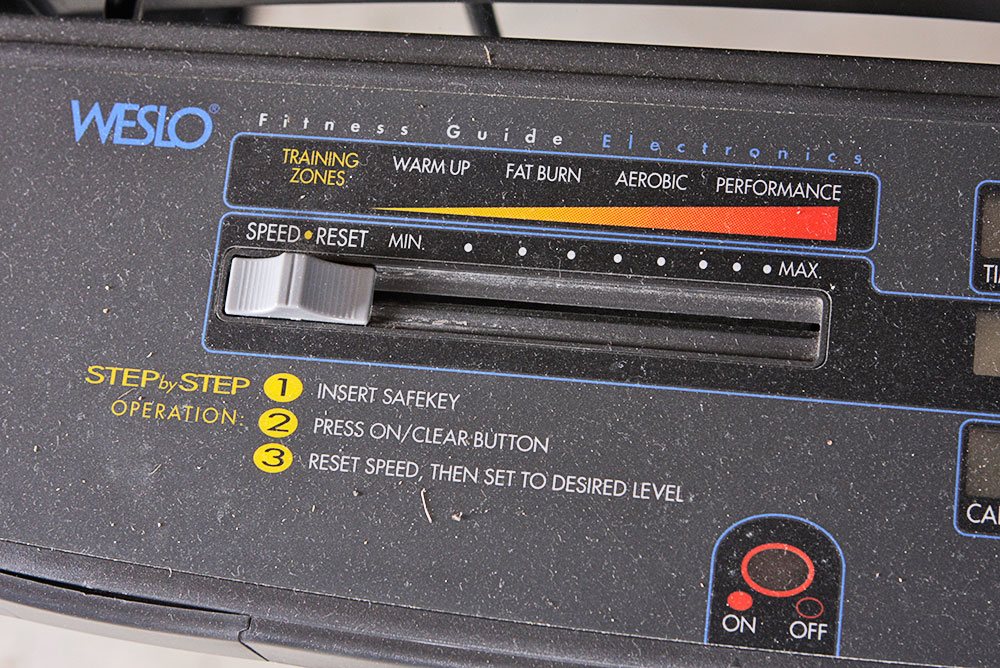 WESLO®
Fitness Guide Electronics
TRAINING
ZONES:
WARM UP
FAT BURN
AEROBIC
PERFORMANCE
SPEED • RESET
MIN.
MAX.
STEP by STEP
OPERATION:
1 INSERT SAFEKEY
2 PRESS ON/CLEAR BUTTON
3 RESET SPEED, THEN SET TO DESIRED LEVEL
ON
OFF